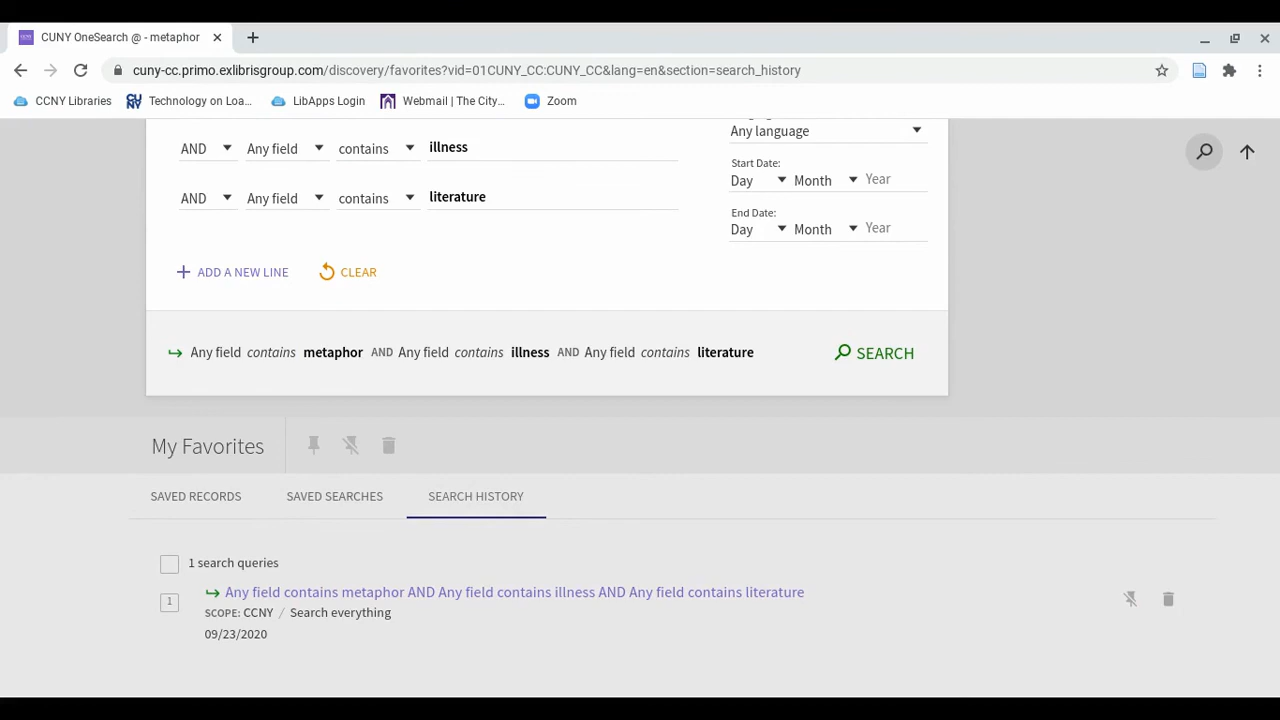 CUNY OneSearch @ - metaphor
cuny-cc.primo.exlibrisgroup.com/discovery/favorites?vid=01CUNY_CC:CUNY_CC&lang=en&section=search_history
CCNY Libraries Technology on Loa... LibApps Login Webmail | The City... Zoom
AND Any field contains illness
AND Any field contains literature
Any language
Start Date:
Day Month Year
End Date:
Day Month Year
ADD A NEW LINE CLEAR
Any field contains metaphor AND Any field contains illness AND Any field contains literature
SEARCH
My Favorites
SAVED RECORDS SAVED SEARCHES SEARCH HISTORY
1 search queries
1 Any field contains metaphor AND Any field contains illness AND Any field contains literature
SCOPE: CCNY / Search everything
09/23/2020